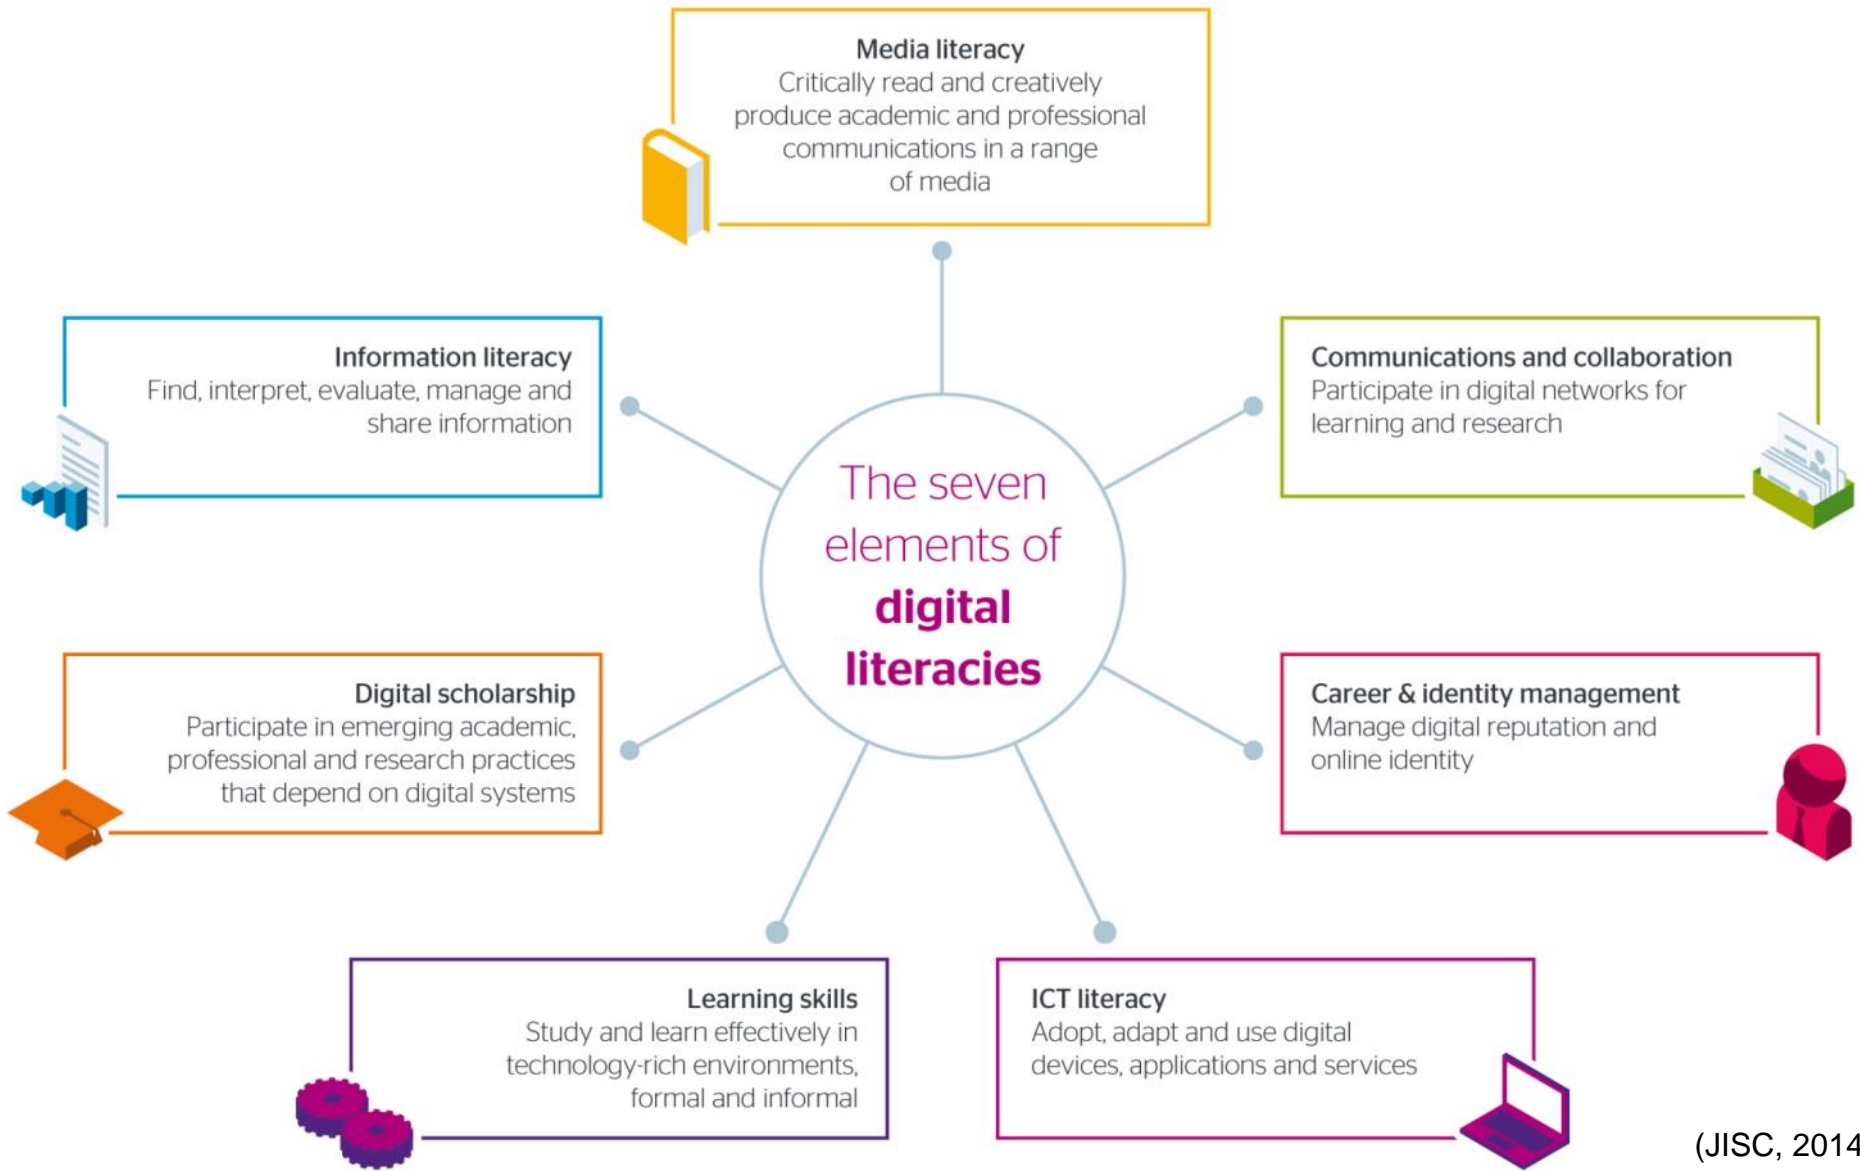 Media literacy
Critically read and creatively
produce academic and professional
communications in a range
of media
Information literacy
Find, interpret, evaluate, manage and
share information
Communications and collaboration
Participate in digital networks for
learning and research
The seven
elements of
digital
literacies
Digital scholarship
Participate in emerging academic,
professional and research practices
that depend on digital systems
Career & identity management
Manage digital reputation and
online identity
Learning skills
Study and learn effectively in
technology-rich environments,
formal and informal
ICT literacy
Adopt, adapt and use digital
devices, applications and services
(JISC, 2014